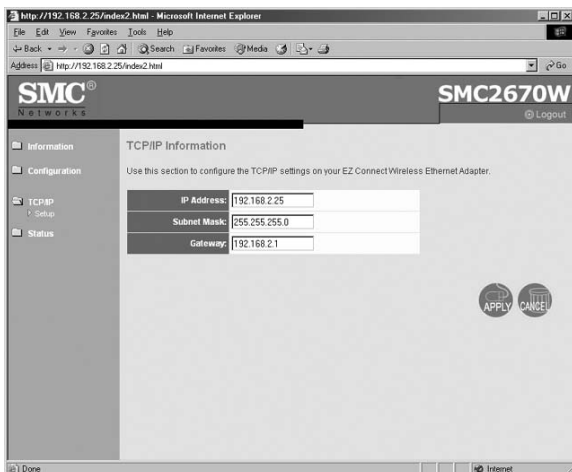 http://192.168.2.25/index2.html - Microsoft Internet Explorer
File Edit View Favorites Tools Help
Back Search Favorites Media
Address http://192.168.2.25/index2.html Go
SMC®
Networks
SMC2670W
Logout
Information
Configuration
TCP/IP
Setup
Status
TCP/IP Information
Use this section to configure the TCP/IP settings on your EZ Connect Wireless Ethernet Adapter.
IP Address: 192.168.2.25
Subnet Mask: 255.255.255.0
Gateway: 192.168.2.1
APPLY CANCEL
Done Internet